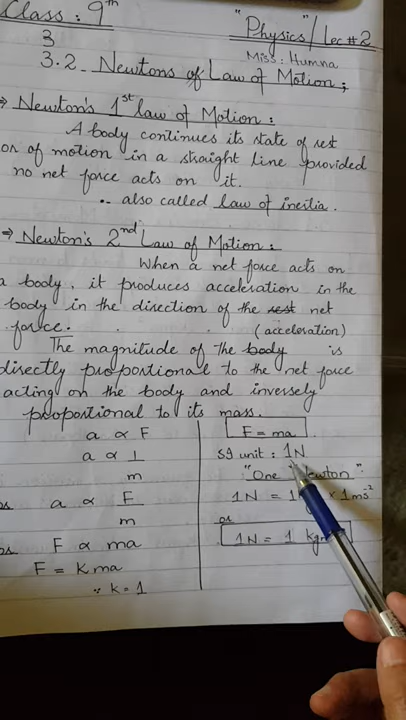 Class : 9th
"Physics" / Lec # 2
Miss : Humna
3
3.2- Newtons of Law of Motion ;
⇒ Newton's 1st law of Motion :
A body continues its state of rest
or of motion in a straight line provided
no net force acts on it.
∴ also called law of inertia.
⇒ Newton's 2nd Law of Motion :
When a net force acts on
a body, it produces acceleration in the
body in the direction of the rest net
force.
(acceleration)
The magnitude of the body is
directly proportional to the net force
acting on the body and inversely
proportional to its mass.
a ∝ F
a ∝ 1/m
a ∝ F/m
F ∝ ma
F = K ma
∵ k = 1
F = ma
SI unit : 1N
"One Newton"
1N = 1 × 1ms⁻²
or
1N = 1 kgm